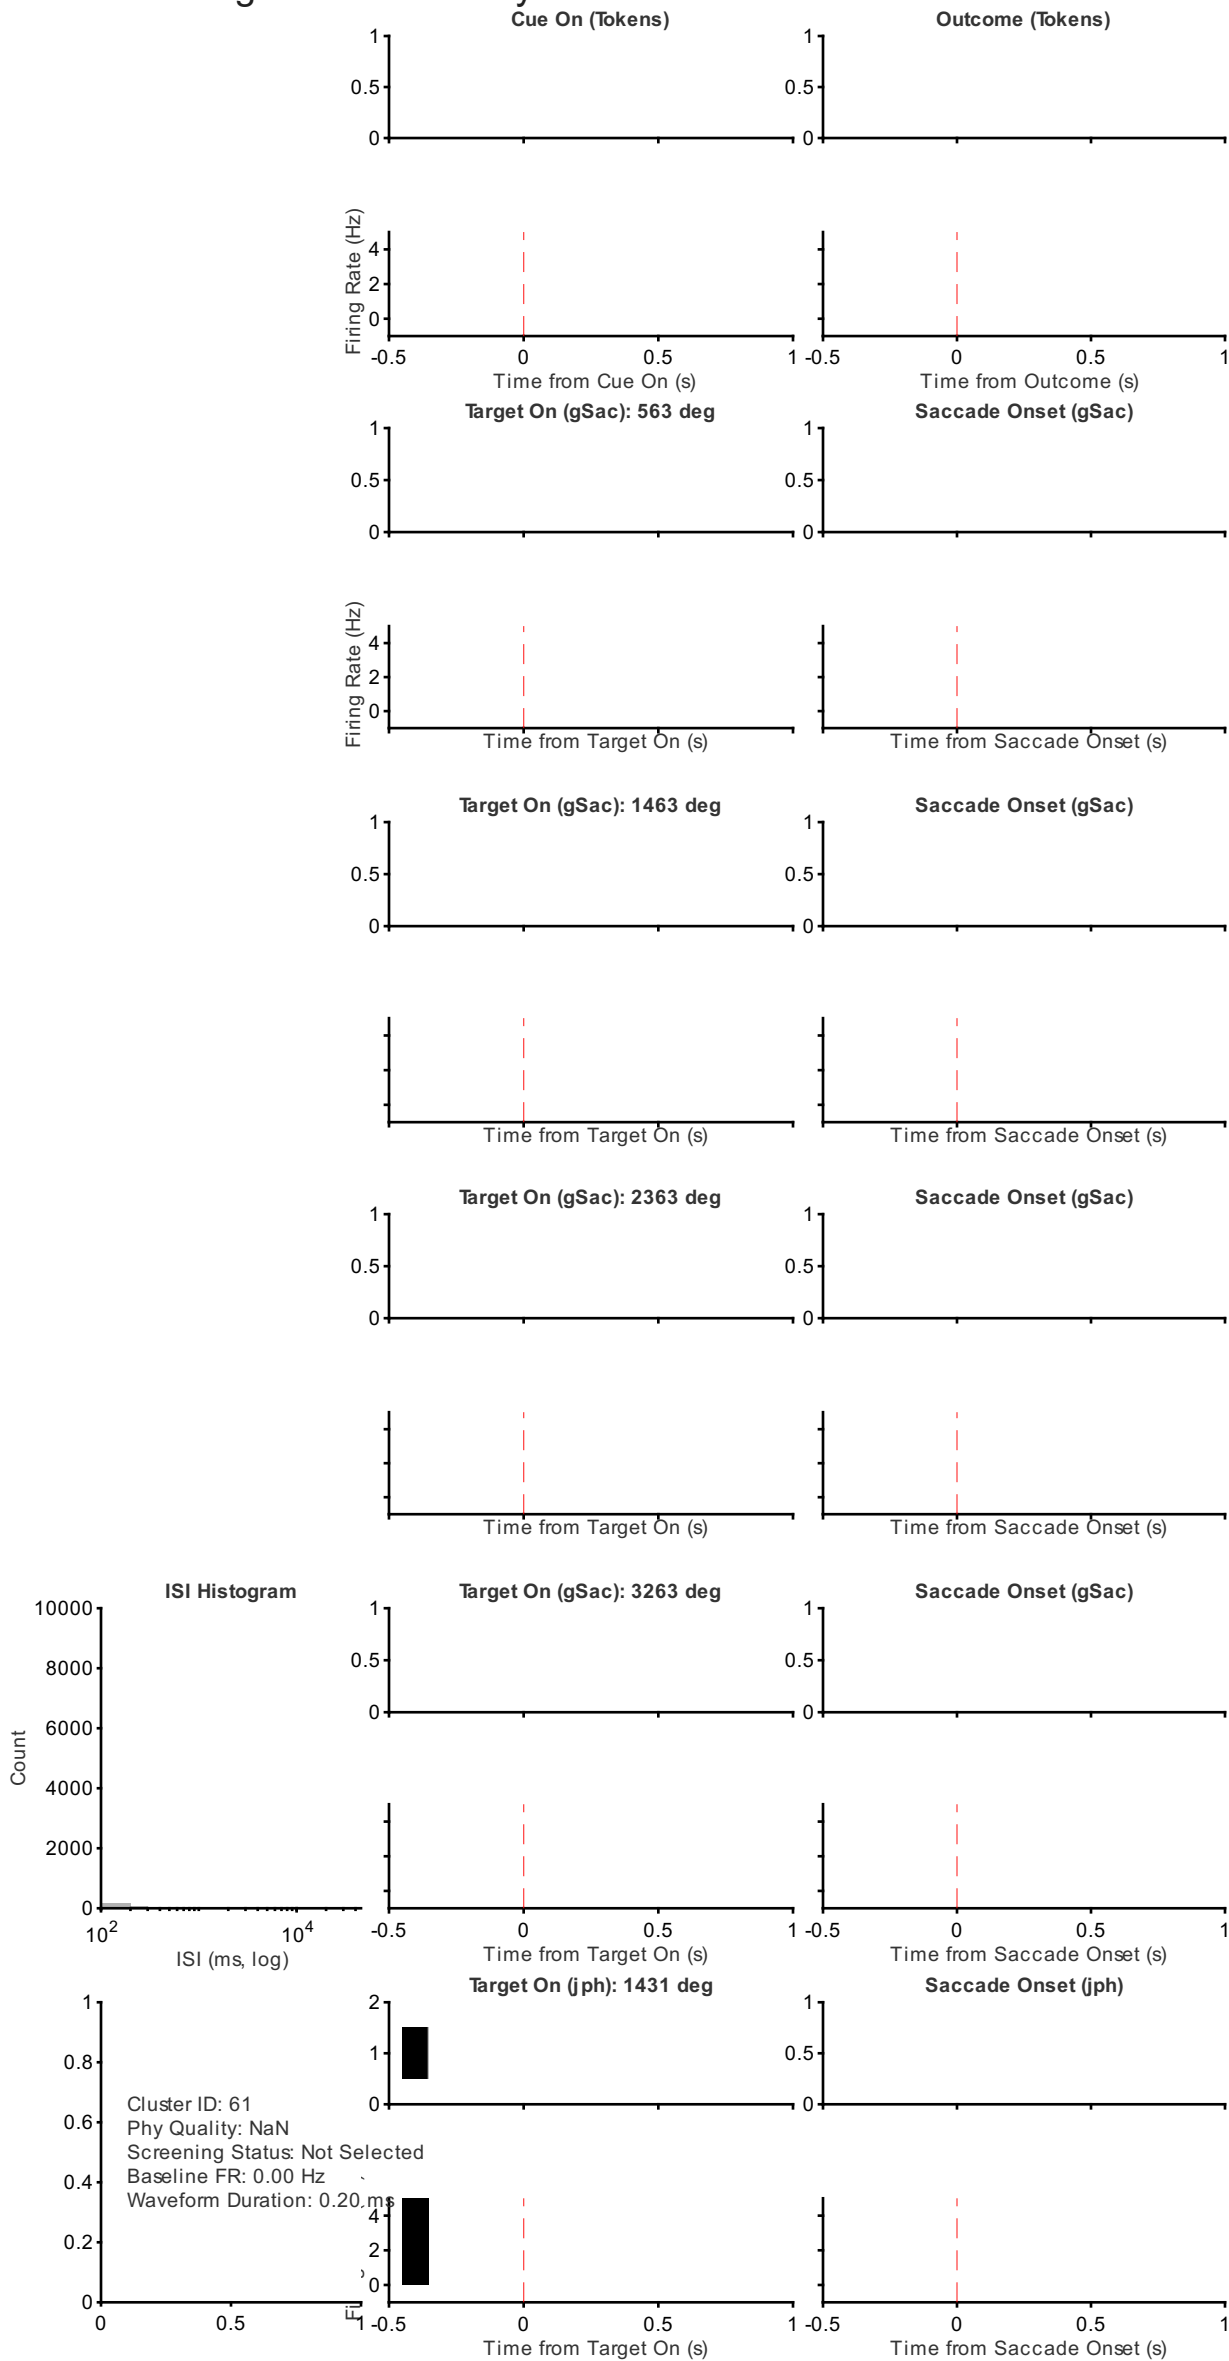 Cue On (Tokens)
Outcome (Tokens)
1
0.5
0
1
0.5
0
Firing Rate (Hz)
4
2
0
-0.5
0
0.5
1
-0.5
0
0.5
1
Time from Cue On (s)
Time from Outcome (s)
Target On (gSac): 563 deg
Saccade Onset (gSac)
1
0.5
0
1
0.5
0
Firing Rate (Hz)
4
2
0
Time from Target On (s)
Time from Saccade Onset (s)
Target On (gSac): 1463 deg
Saccade Onset (gSac)
1
0.5
0
1
0.5
0
Time from Target On (s)
Time from Saccade Onset (s)
Target On (gSac): 2363 deg
Saccade Onset (gSac)
1
0.5
0
1
0.5
0
Time from Target On (s)
Time from Saccade Onset (s)
ISI Histogram
10000
8000
6000
4000
2000
0
Count
10^2
10^4
ISI (ms, log)
Target On (gSac): 3263 deg
Saccade Onset (gSac)
1
0.5
0
1
0.5
0
-0.5
0
0.5
1
-0.5
0
0.5
1
Time from Target On (s)
Time from Saccade Onset (s)
Target On (jph): 1431 deg
Saccade Onset (jph)
1
0.8
0.6
0.4
0.2
0
0
0.5
1
Cluster ID: 61
Phy Quality: NaN
Screening Status: Not Selected
Baseline FR: 0.00 Hz
Waveform Duration: 0.20 ms
2
1
0
1
0.5
0
4
2
0
-0.5
0
0.5
1
-0.5
0
0.5
1
Time from Target On (s)
Time from Saccade Onset (s)